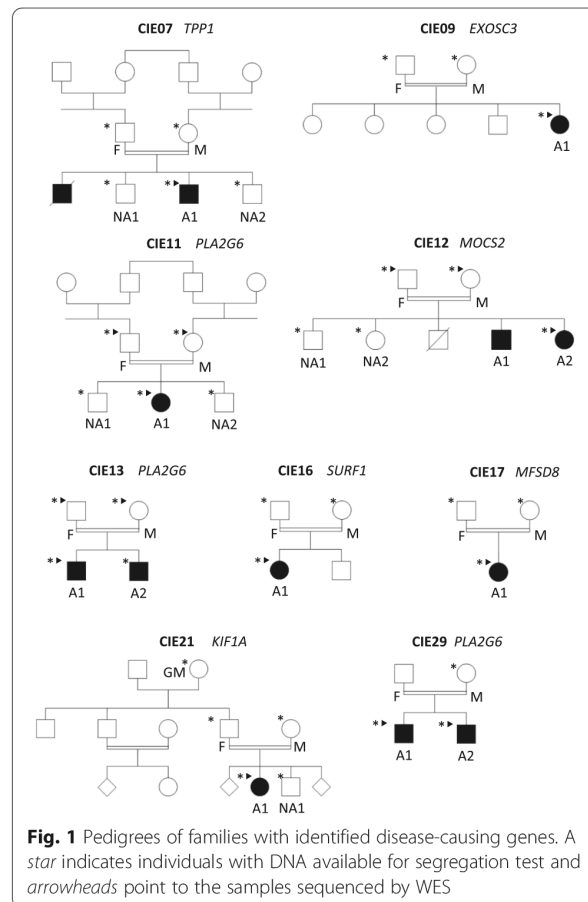 CIE07 TPP1
CIE09 EXOSC3
* *
F M
* * *▸ *
NA1 A1 NA2
* *
F M
*▸
A1
CIE11 PLA2G6
CIE12 MOCS2
*▸ *▸
F M
* *▸ *
NA1 A1 NA2
*▸ *▸
F M
* * *▸
NA1 NA2 A1 A2
CIE13 PLA2G6
CIE16 SURF1
CIE17 MFSD8
*▸ *▸
F M
*▸ *
A1 A2
* *
F M
*▸
A1
* *
F M
*▸
A1
CIE21 KIF1A
CIE29 PLA2G6
GM *
* *
F M
*▸ *
A1 NA1
*
F M
*▸ *▸
A1 A2
Fig. 1 Pedigrees of families with identified disease-causing genes. A
star indicates individuals with DNA available for segregation test and
arrowheads point to the samples sequenced by WES